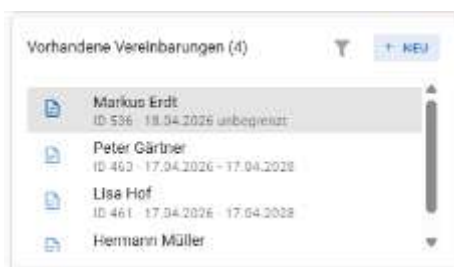 Vorhandene Vereinbarungen (4)
+ NEU
Markus Erdt
ID 536 - 18.04.2026 unbegrenzt
Peter Gärtner
ID 463 - 17.04.2026 - 17.04.2028
Lisa Hof
ID 461 - 17.04.2026 - 17.04.2028
Hermann Müller